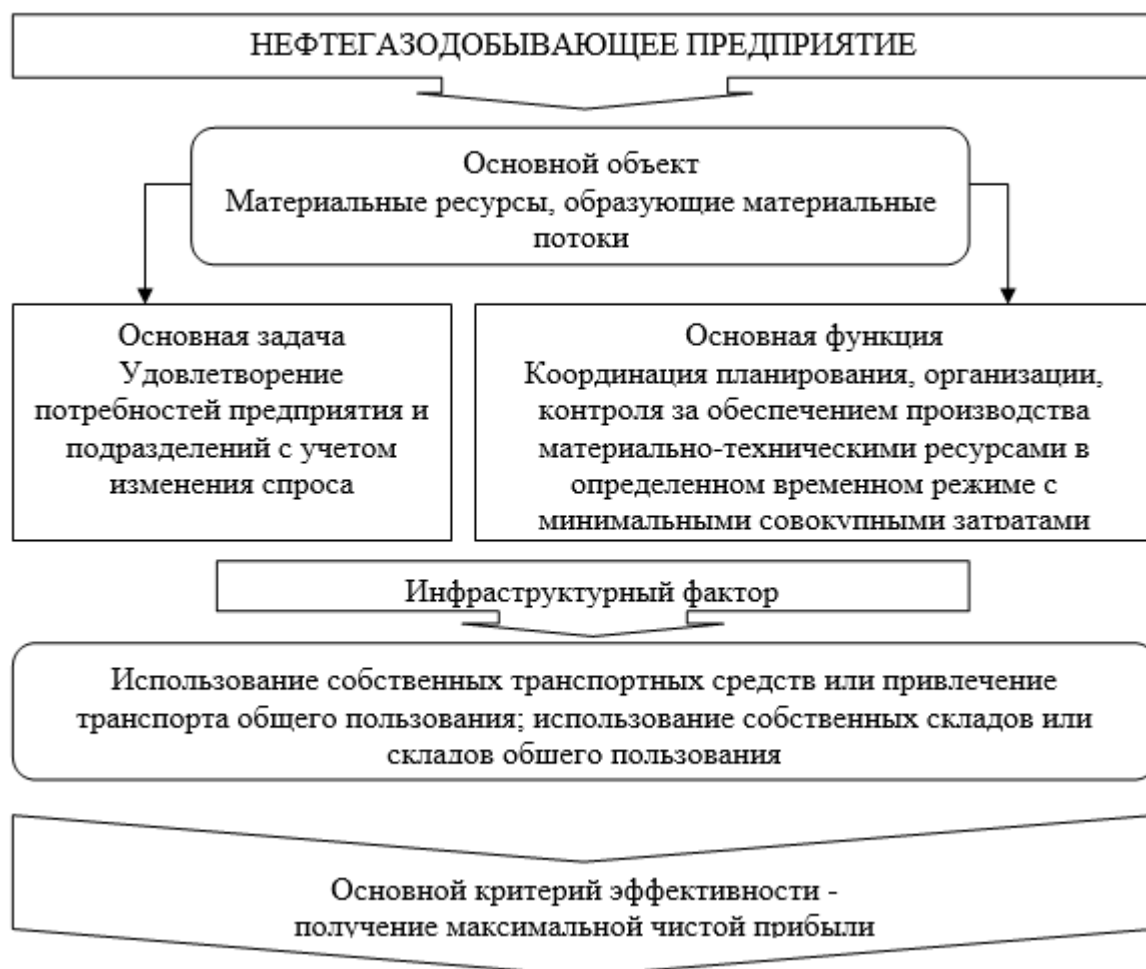 НЕФТЕГАЗОДОБЫВАЮЩЕЕ ПРЕДПРИЯТИЕ
Основной объект
Материальные ресурсы, образующие материальные
потоки
Основная задача
Удовлетворение
потребностей предприятия и
подразделений с учетом
изменения спроса
Основная функция
Координация планирования, организации,
контроля за обеспечением производства
материально-техническими ресурсами в
определенном временном режиме с
минимальными совокупными затратами
Инфраструктурный фактор
Использование собственных транспортных средств или привлечение
транспорта общего пользования; использование собственных складов или
складов общего пользования
Основной критерий эффективности -
получение максимальной чистой прибыли